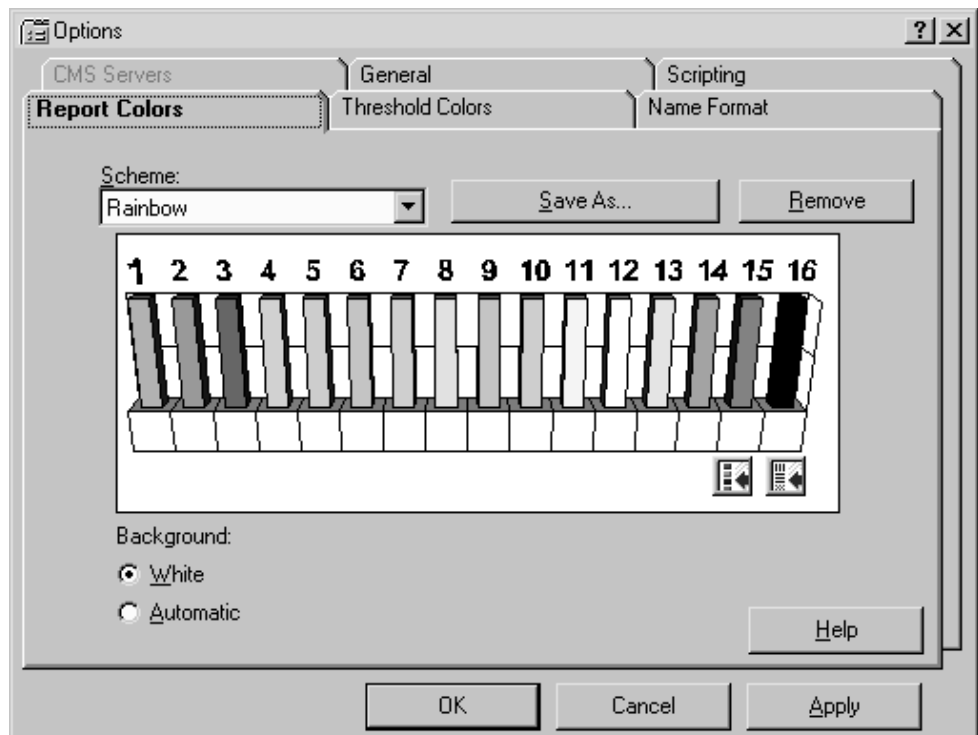 Options
CMS Servers General Scripting
Report Colors Threshold Colors Name Format
Scheme:
Rainbow Save As... Remove
1 2 3 4 5 6 7 8 9 10 11 12 13 14 15 16
Background:
White
Automatic
Help
OK Cancel Apply